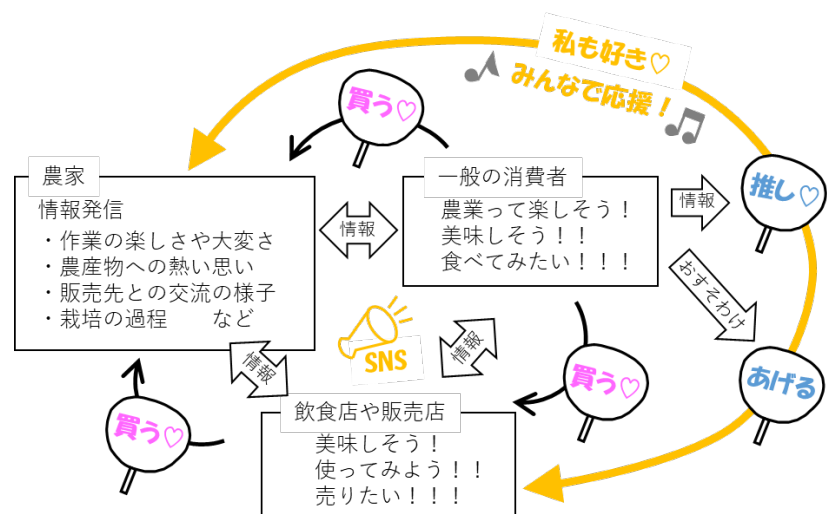 私も好き♡
みんなで応援！
買う♡
農家
情報発信
・作業の楽しさや大変さ
・農産物への熱い思い
・販売先との交流の様子
・栽培の過程　　など
情報
一般の消費者
農業って楽しそう！
美味しそう！！
食べてみたい！！！
情報
推し♡
おすそわけ
あげる
SNS
情報
情報
買う♡
買う♡
飲食店や販売店
美味しそう！
使ってみよう！！
売りたい！！！